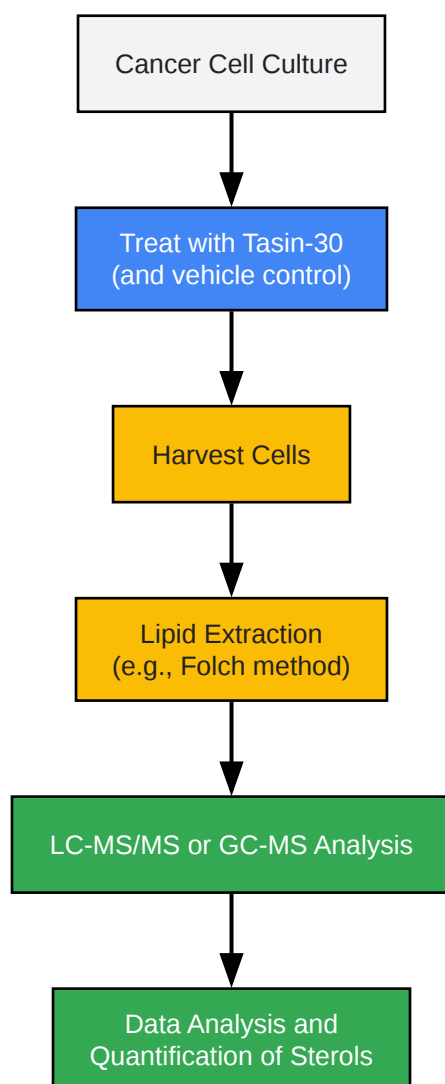 Cancer Cell Culture
Treat with Tasin-30
(and vehicle control)
Harvest Cells
Lipid Extraction
(e.g., Folch method)
LC-MS/MS or GC-MS Analysis
Data Analysis and
Quantification of Sterols